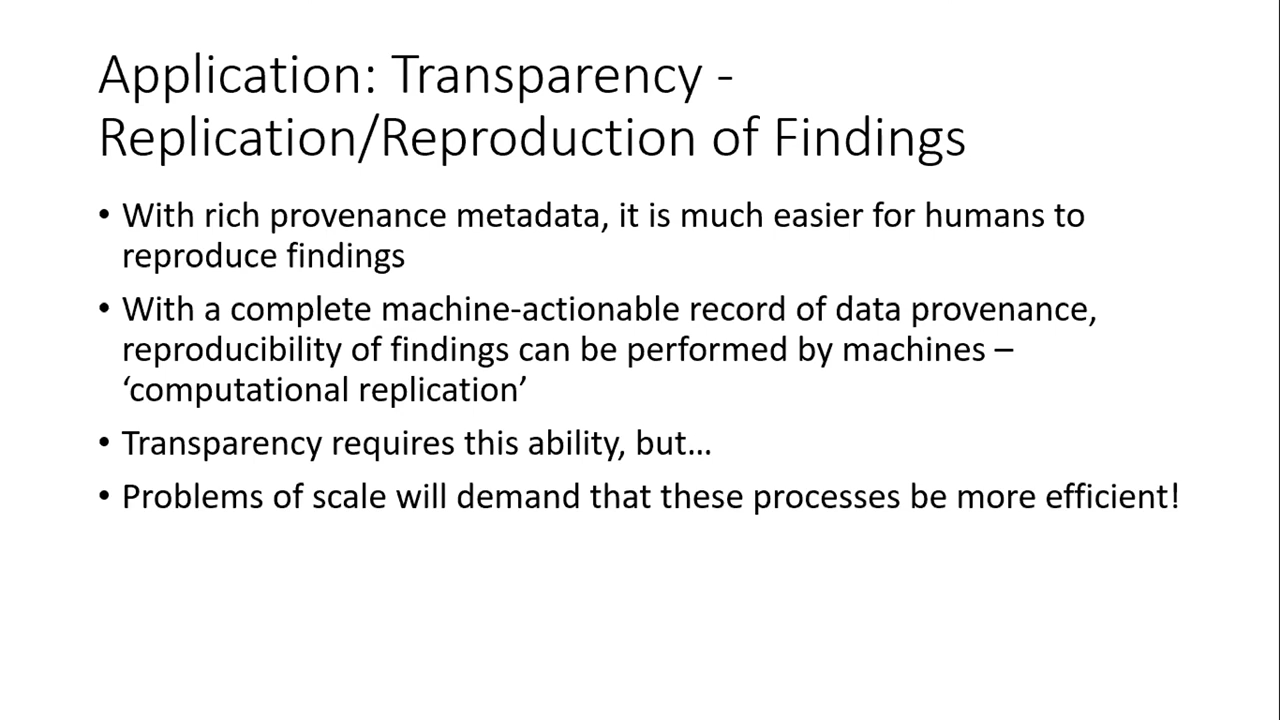 Application: Transparency -
Replication/Reproduction of Findings
• With rich provenance metadata, it is much easier for humans to
reproduce findings
• With a complete machine-actionable record of data provenance,
reproducibility of findings can be performed by machines –
‘computational replication’
• Transparency requires this ability, but…
• Problems of scale will demand that these processes be more efficient!